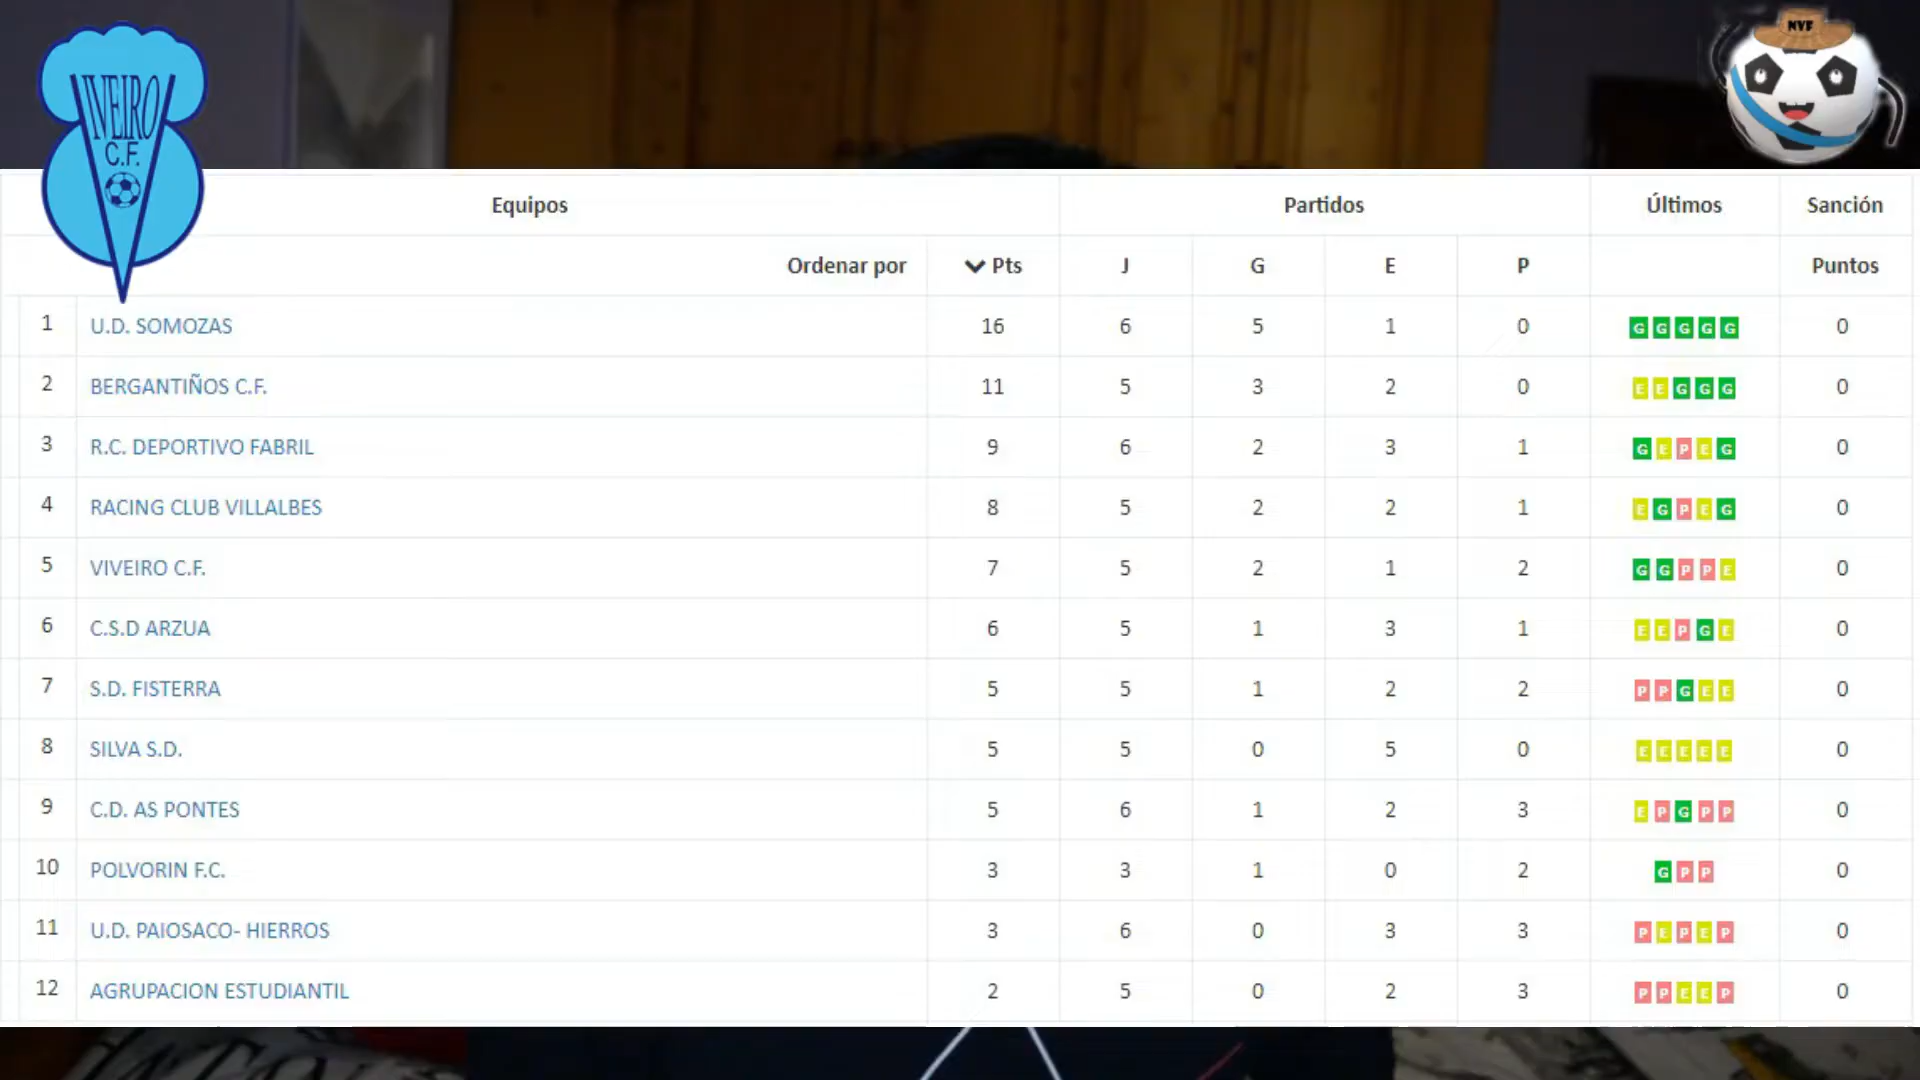 IVEIRO
C.F.
NVF
Equipos Partidos Últimos Sanción
Ordenar por Pts J G E P Puntos
1 U.D. SOMOZAS 16 6 5 1 0 G G G G G 0
2 BERGANTIÑOS C.F. 11 5 3 2 0 E E G G G 0
3 R.C. DEPORTIVO FABRIL 9 6 2 3 1 G E P E G 0
4 RACING CLUB VILLALBES 8 5 2 2 1 E G P E G 0
5 VIVEIRO C.F. 7 5 2 1 2 G G P P E 0
6 C.S.D ARZUA 6 5 1 3 1 E E P G E 0
7 S.D. FISTERRA 5 5 1 2 2 P P G E E 0
8 SILVA S.D. 5 5 0 5 0 E E E E E 0
9 C.D. AS PONTES 5 6 1 2 3 E P G P P 0
10 POLVORIN F.C. 3 3 1 0 2 G P P 0
11 U.D. PAIOSACO- HIERROS 3 6 0 3 3 P E P E P 0
12 AGRUPACION ESTUDIANTIL 2 5 0 2 3 P P E E P 0